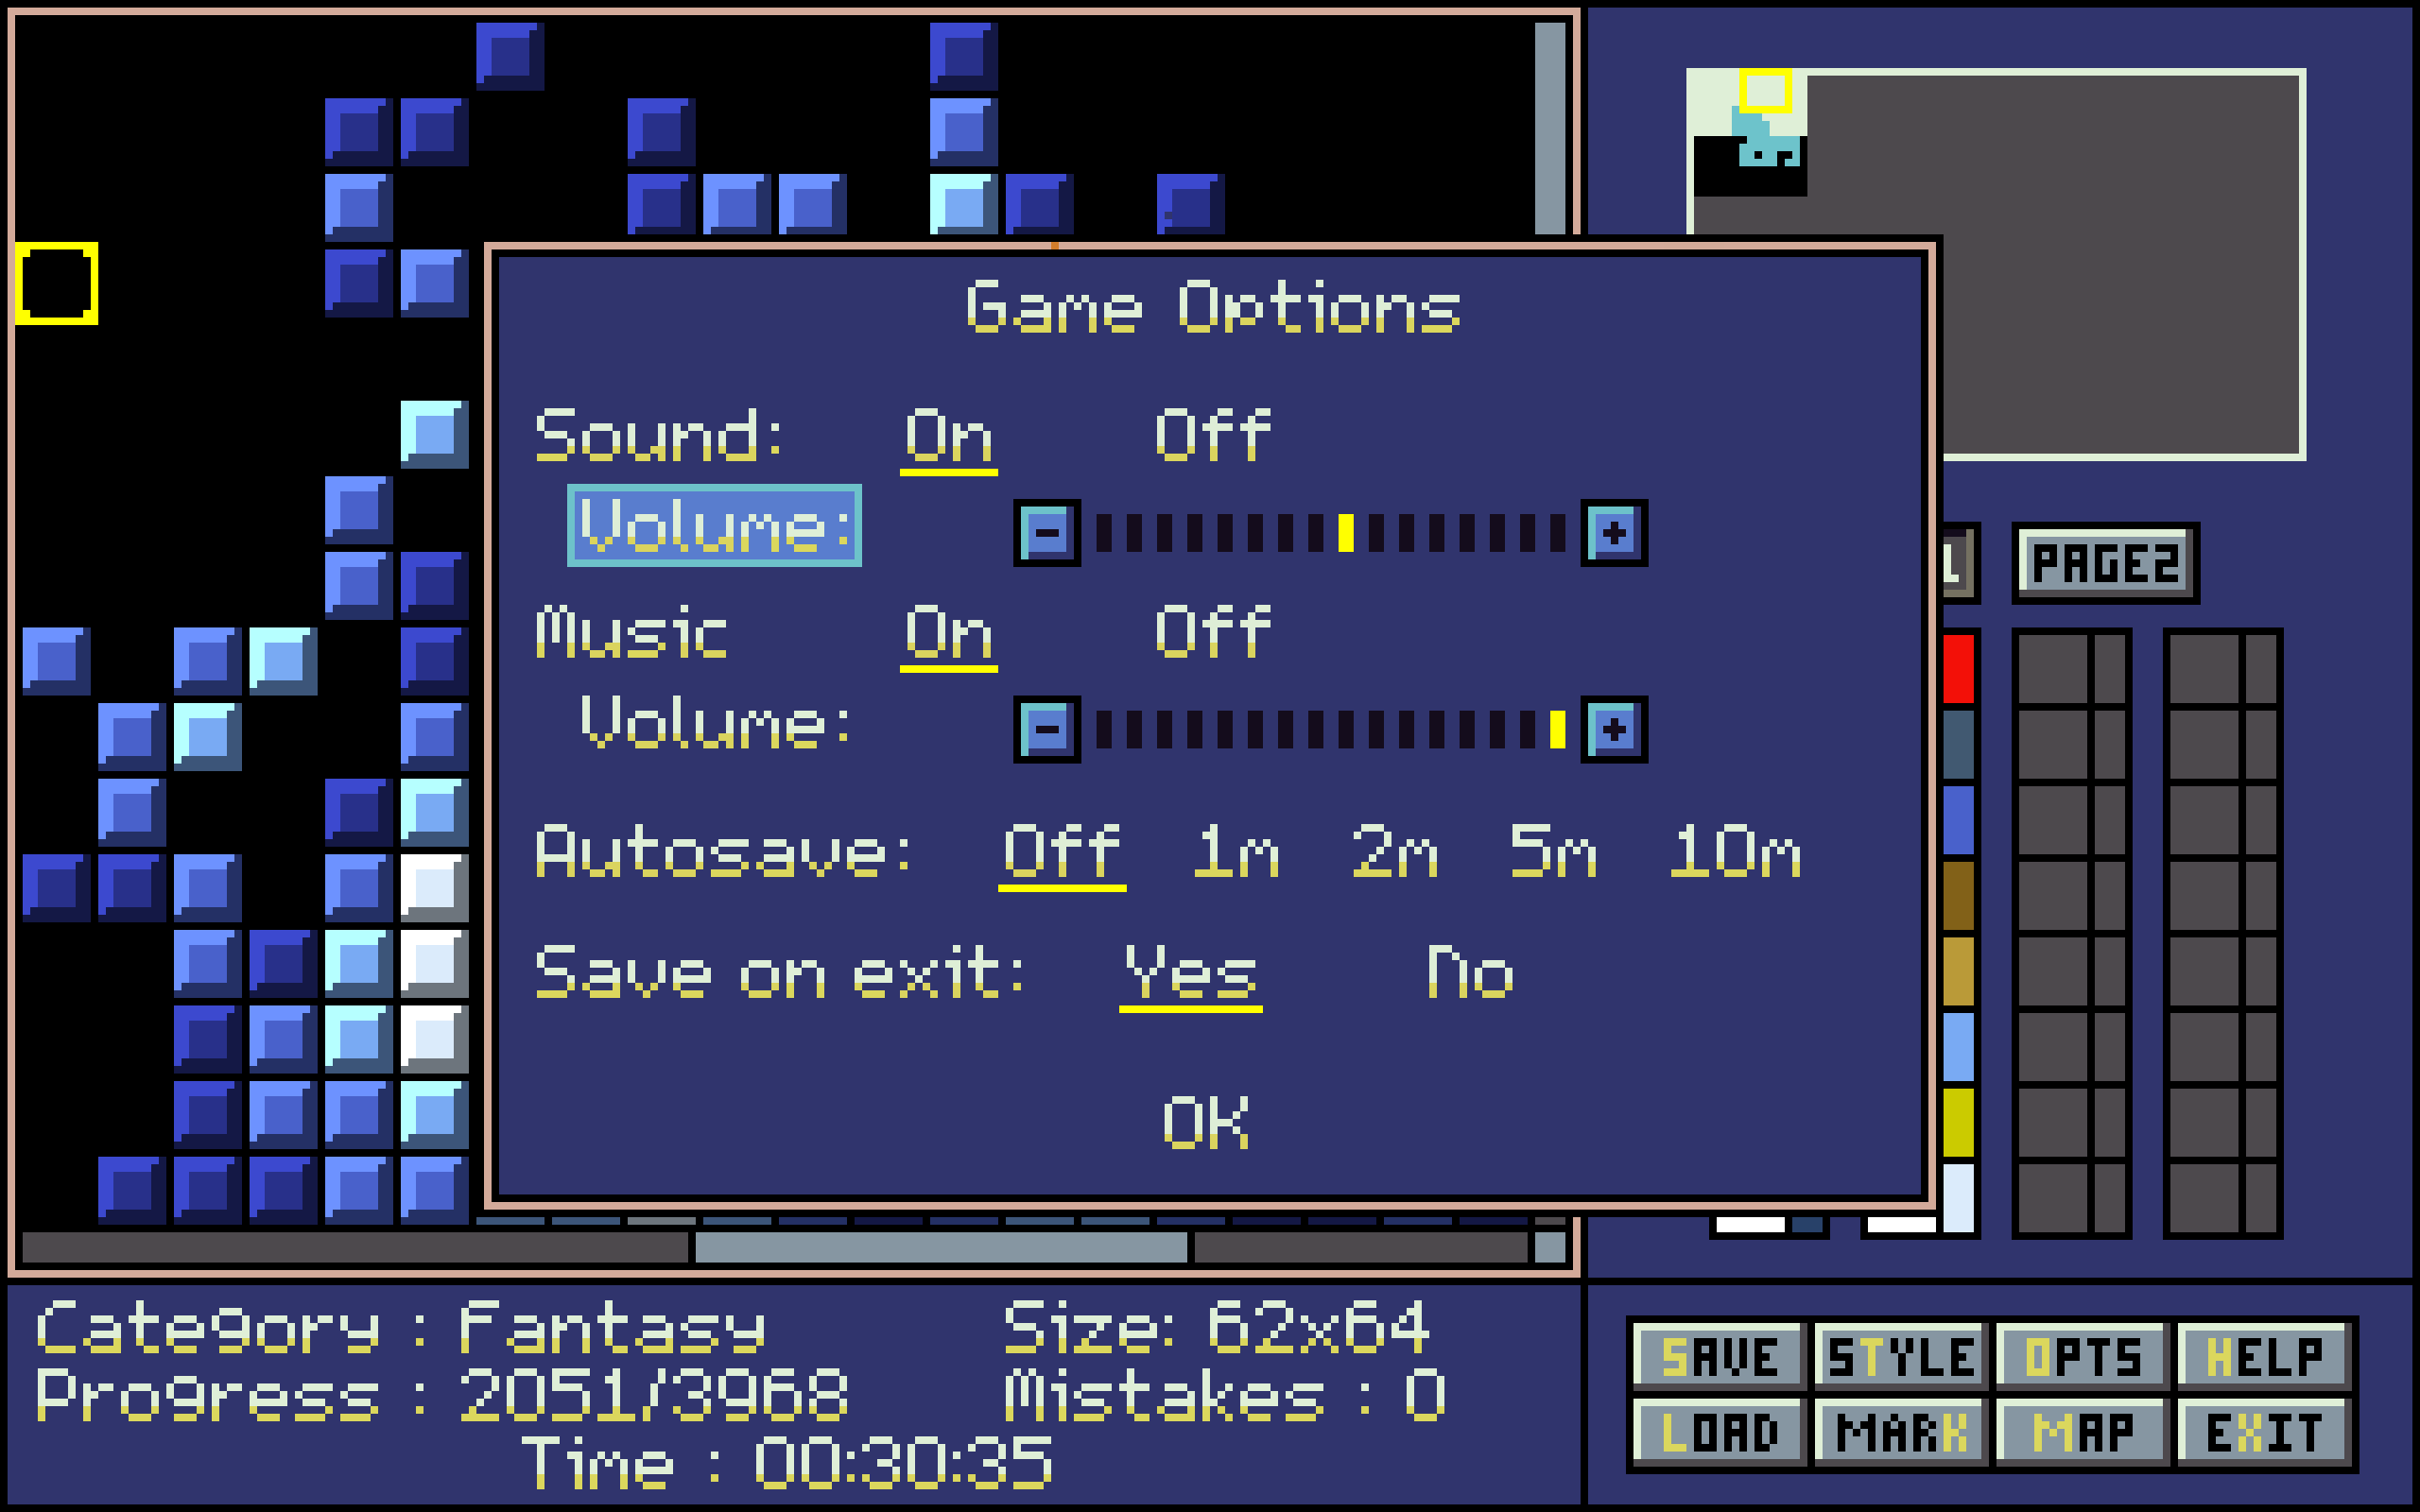 Game Options
Sound: On Off
Volume: - +
Music On Off
Volume: - +
Autosave: Off 1m 2m 5m 10m
Save on exit: Yes No
OK
1 PAGE2
Category : Fantasy Size: 62x64
Progress : 2051/3968 Mistakes : 0
Time : 00:30:35
SAVE STYLE OPTS HELP
LOAD MARK MAP EXIT